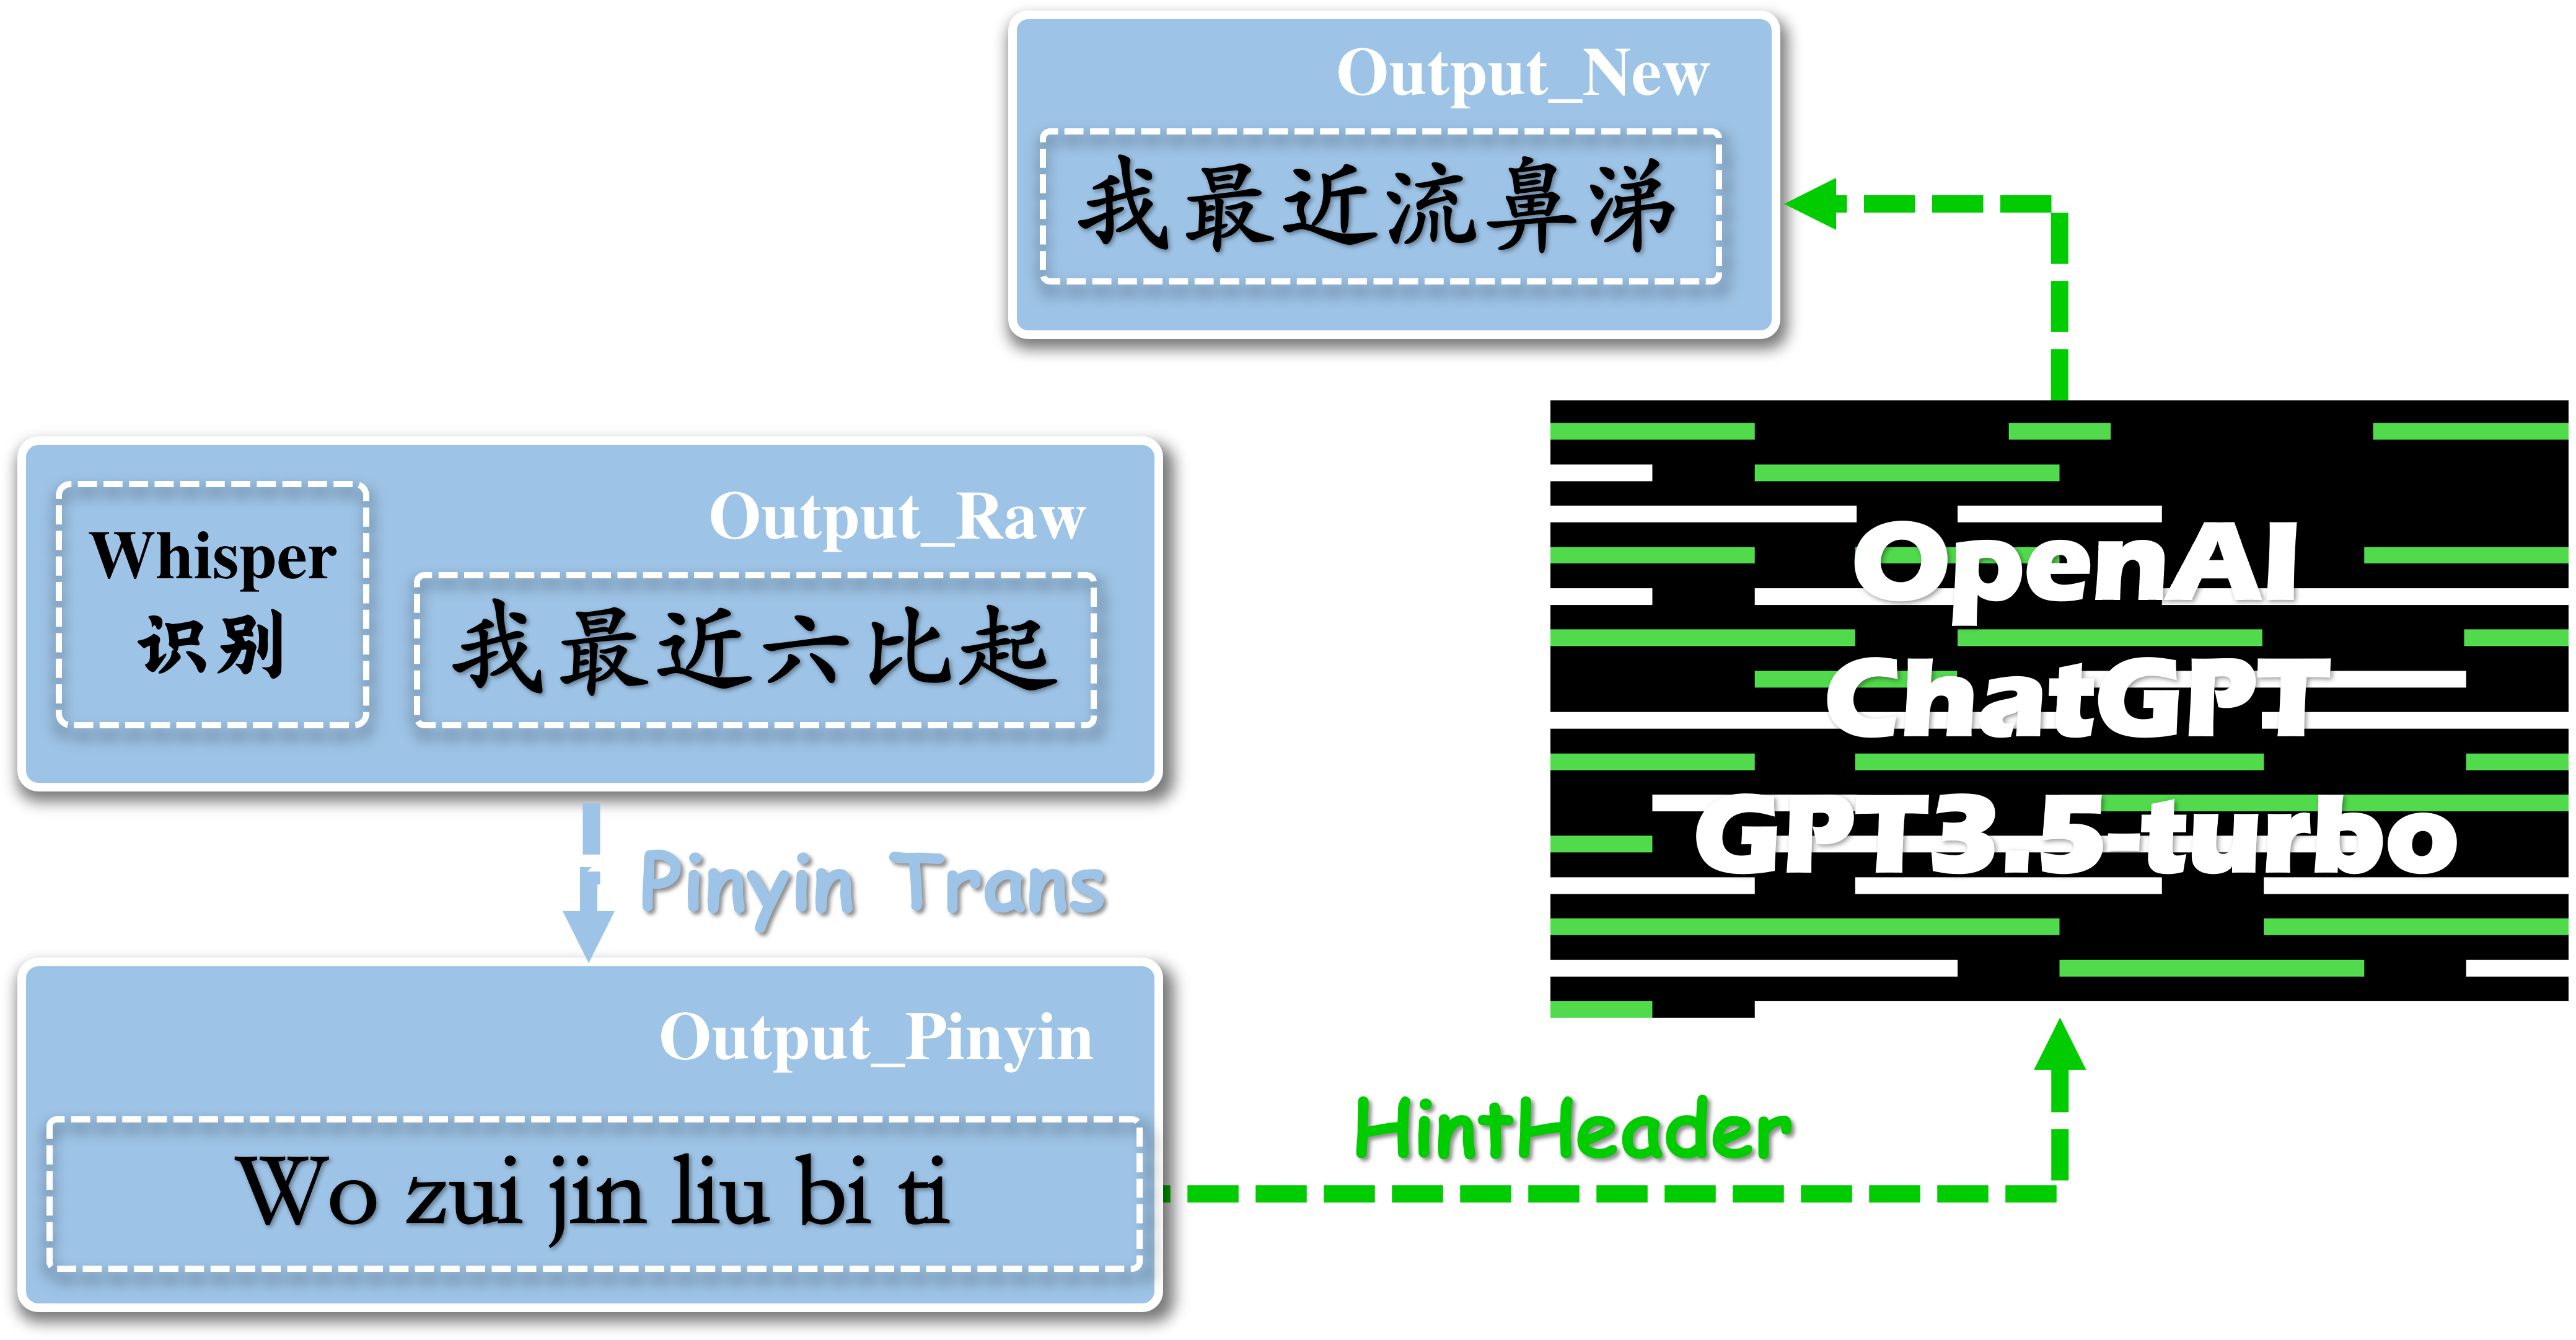 Output_New
我最近流鼻涕
Whisper
识别
Output_Raw
我最近六比起
Pinyin Trans
Output_Pinyin
Wo zui jin liu bi ti
HintHeader
OpenAI
ChatGPT
GPT3.5-turbo